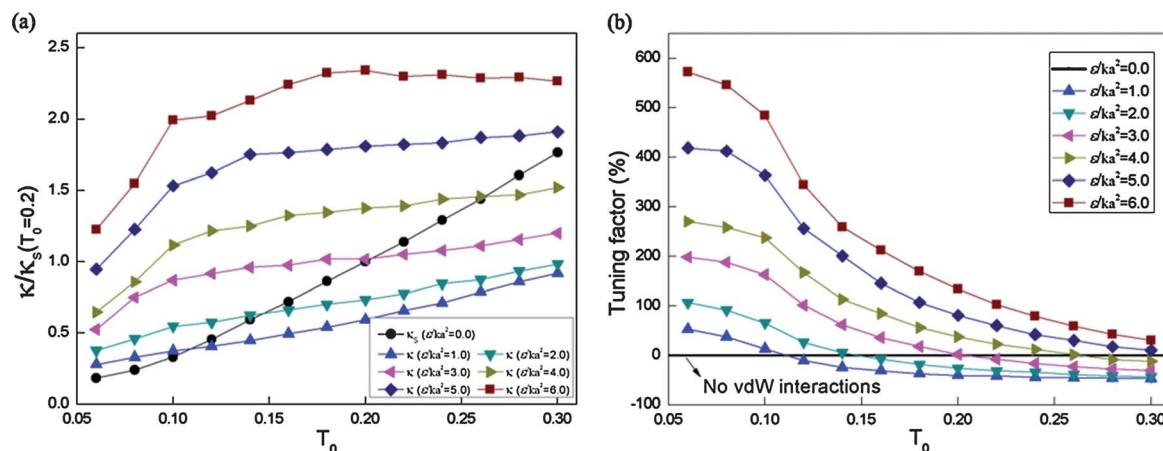 (a)
2.5
2.0
1.5
1.0
0.5
0.0
κ/κS(T0=0.2)
0.05 0.10 0.15 0.20 0.25 0.30
T0
κS (ε/ka²=0.0)
κ (ε/ka²=1.0) κ (ε/ka²=2.0)
κ (ε/ka²=3.0) κ (ε/ka²=4.0)
κ (ε/ka²=5.0) κ (ε/ka²=6.0)
(b)
600
500
400
300
200
100
0
-100
Tuning factor (%)
0.05 0.10 0.15 0.20 0.25 0.30
T0
ε/ka²=0.0
ε/ka²=1.0
ε/ka²=2.0
ε/ka²=3.0
ε/ka²=4.0
ε/ka²=5.0
ε/ka²=6.0
No vdW interactions